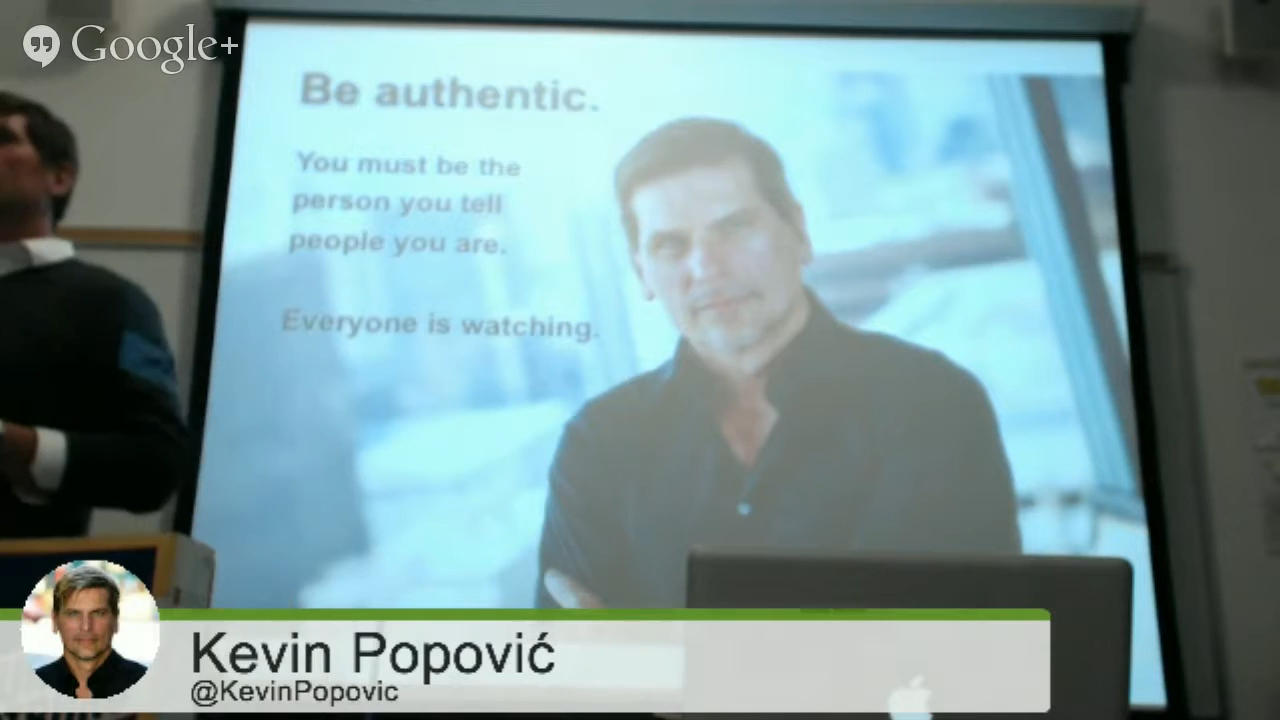 Google+
Be authentic.
You must be the
person you tell
people you are.
Everyone is watching.
Kevin Popović
@KevinPopovic